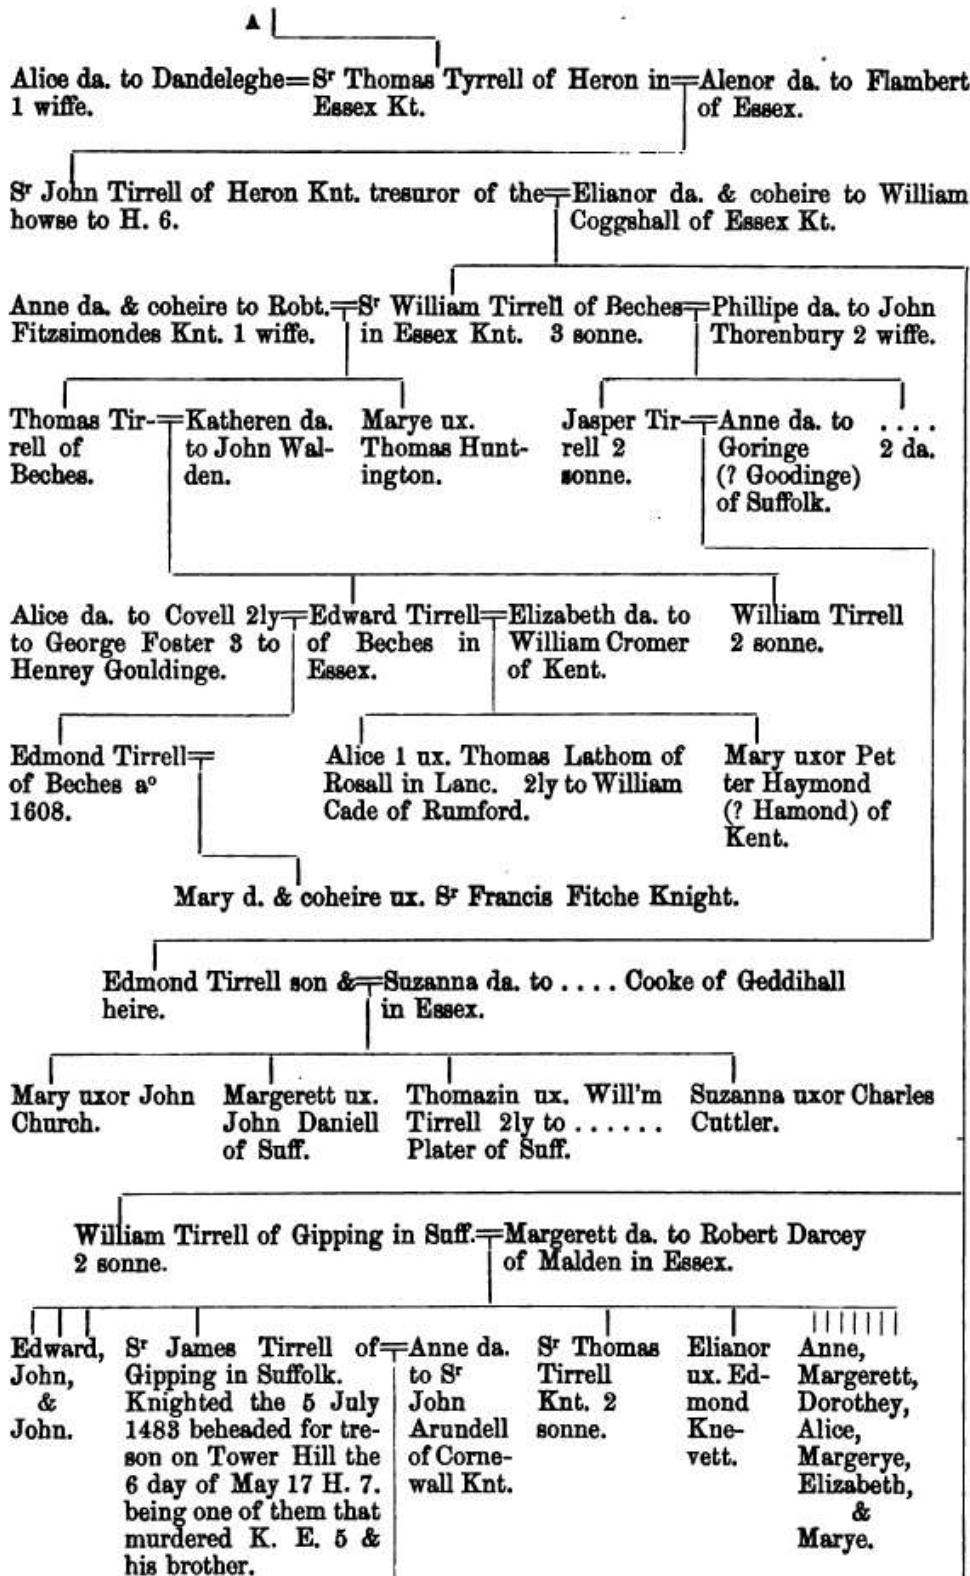 A
Alice da. to Dandeleghe=Sr Thomas Tyrrell of Heron in=Alenor da. to Flambert
1 wiffe. Essex Kt. of Essex.
Sr John Tirrell of Heron Knt. tresuror of the=Elianor da. & coheire to William
howse to H. 6. Coggshall of Essex Kt.
Anne da. & coheire to Robt.=Sr William Tirrell of Beches=Phillipe da. to John
Fitzsimondes Knt. 1 wiffe. in Essex Knt. 3 sonne. Thorenbury 2 wiffe.
Thomas Tir-=Katheren da. Marye ux. Jasper Tir-=Anne da. to ....
rell of to John Wal- Thomas Hunt- rell 2 Goringe 2 da.
Beches. den. ington. sonne. (? Goodinge)
of Suffolk.
Alice da. to Covell 2ly=Edward Tirrell=Elizabeth da. to William Tirrell
to George Foster 3 to of Beches in William Cromer 2 sonne.
Henrey Gouldinge. Essex. of Kent.
Edmond Tirrell= Alice 1 ux. Thomas Lathom of Mary uxor Pet
of Beches ao Rosall in Lanc. 2ly to William ter Haymond
1608. Cade of Rumford. (? Hamond) of
Kent.
Mary d. & coheire ux. Sr Francis Fitche Knight.
Edmond Tirrell son &=Suzanna da. to .... Cooke of Geddihall
heire. in Essex.
Mary uxor John Margerett ux. Thomazin ux. Will'm Suzanna uxor Charles
Church. John Daniell Tirrell 2ly to ...... Cuttler.
of Suff. Plater of Suff.
William Tirrell of Gipping in Suff.=Margerett da. to Robert Darcey
2 sonne. of Malden in Essex.
Edward, Sr James Tirrell of=Anne da. Sr Thomas Elianor Anne,
John, Gipping in Suffolk. to Sr Tirrell ux. Ed- Margerett,
& Knighted the 5 July John Knt. 2 mond Dorothey,
John. 1483 beheaded for tre- Arundell sonne. Kne- Alice,
son on Tower Hill the of Corne- vett. Margerye,
6 day of May 17 H. 7. wall Knt. Elizabeth,
being one of them that &
murdered K. E. 5 & Marye.
his brother.